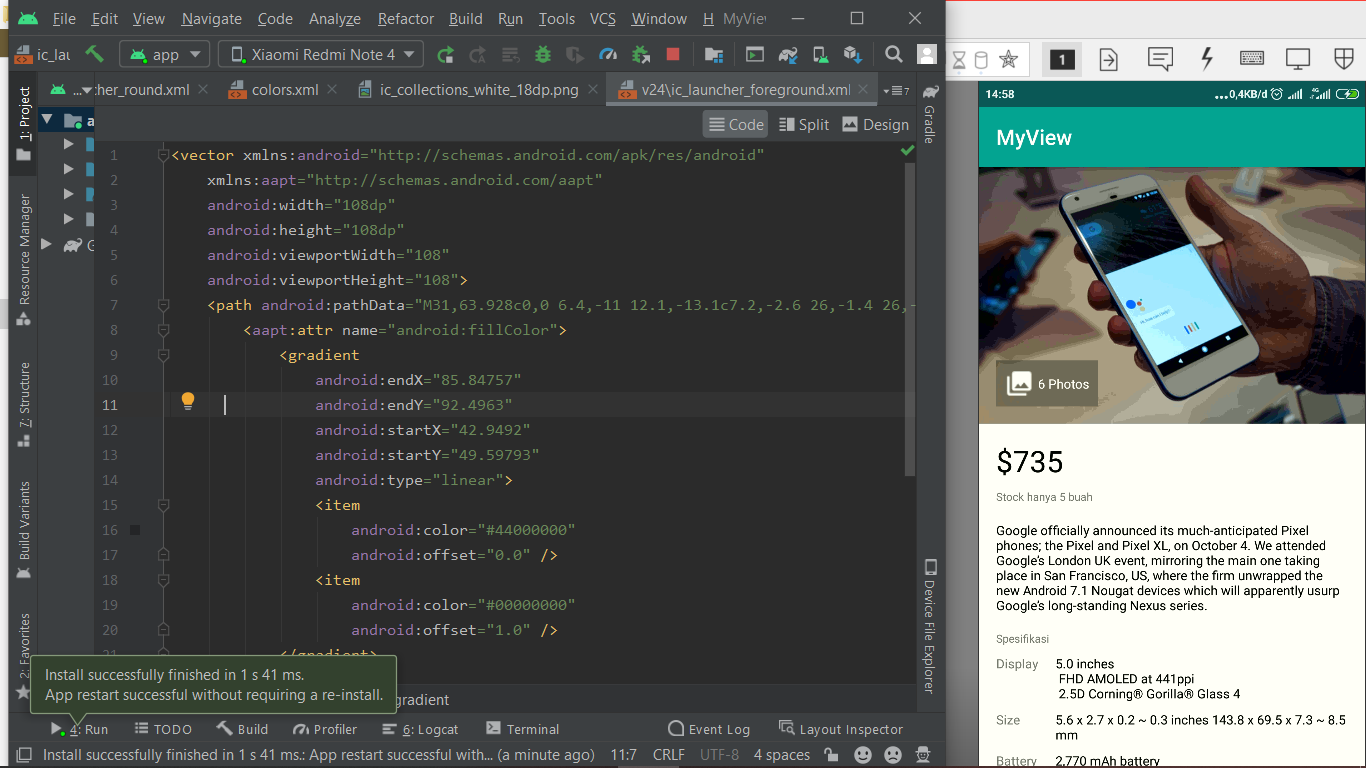 File Edit View Navigate Code Analyze Refactor Build Run Tools VCS Window H MyView
ic_lau app Xiaomi Redmi Note 4
...her_round.xml colors.xml ic_collections_white_18dp.png v24\ic_launcher_foreground.xml 7
Code Split Design
1: Project
Resource Manager
7: Structure
Build Variants
2: Favorites
1 <vector xmlns:android="http://schemas.android.com/apk/res/android"
2 xmlns:aapt="http://schemas.android.com/aapt"
3 android:width="108dp"
4 android:height="108dp"
5 android:viewportWidth="108"
6 android:viewportHeight="108">
7 <path android:pathData="M31,63.928c0,0 6.4,-11 12.1,-13.1c7.2,-2.6 26,-1.4 26,-
8 <aapt:attr name="android:fillColor">
9 <gradient
10 android:endX="85.84757"
11 android:endY="92.4963"
12 android:startX="42.9492"
13 android:startY="49.59793"
14 android:type="linear">
15 <item
16 android:color="#44000000"
17 android:offset="0.0" />
18 <item
19 android:color="#00000000"
20 android:offset="1.0" />
21 </gradient>
Install successfully finished in 1 s 41 ms.
App restart successful without requiring a re-install.
gradient
4: Run TODO Build Profiler 6: Logcat Terminal Event Log Layout Inspector
Install successfully finished in 1 s 41 ms.: App restart successful with... (a minute ago) 11:7 CRLF UTF-8 4 spaces
Gradle
Device File Explorer
1
14:58 ...0,4KB/d 4G
MyView
6 Photos
$735
Stock hanya 5 buah
Google officially announced its much-anticipated Pixel
phones; the Pixel and Pixel XL, on October 4. We attended
Google's London UK event, mirroring the main one taking
place in San Francisco, US, where the firm unwrapped the
new Android 7.1 Nougat devices which will apparently usurp
Google's long-standing Nexus series.
Spesifikasi
Display 5.0 inches
FHD AMOLED at 441ppi
2.5D Corning® Gorilla® Glass 4
Size 5.6 x 2.7 x 0.2 ~ 0.3 inches 143.8 x 69.5 x 7.3 ~ 8.5
mm
Battery 2,770 mAh battery